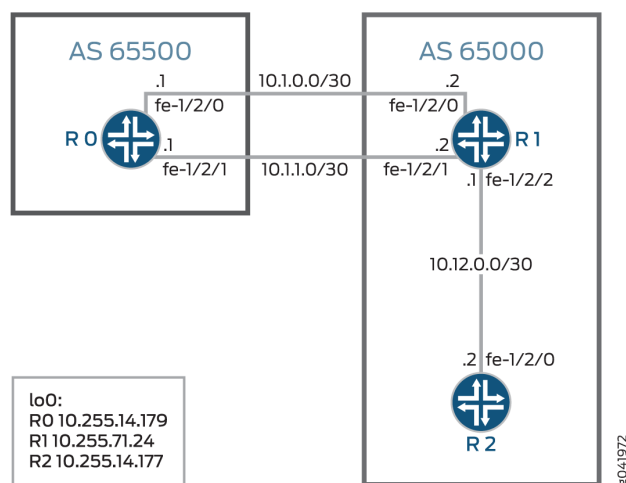 AS 65500
AS 65000
.1
10.1.0.0/30
.2
fe-1/2/0
fe-1/2/0
R 0
.1
.2
R 1
fe-1/2/1
10.1.1.0/30
fe-1/2/1
.1
fe-1/2/2
10.12.0.0/30
.2
fe-1/2/0
R 2
lo0:
R0 10.255.14.179
R1 10.255.71.24
R2 10.255.14.177
g041972